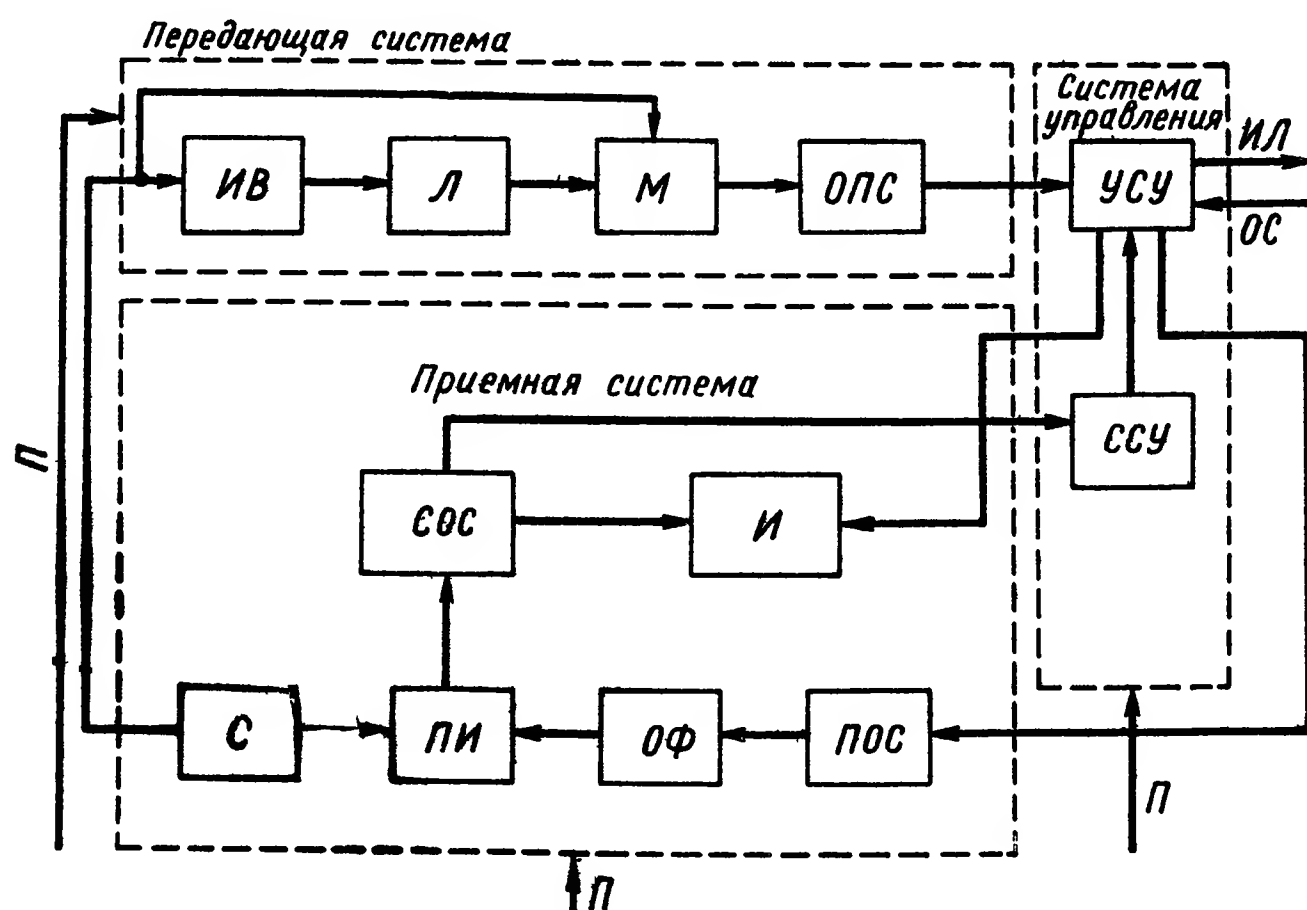 Передающая система
Система
управления
ИЛ
ИВ
Л
М
ОПС
УСУ
ОС
Приемная система
ССУ
П
СОС
И
С
ПИ
ОФ
ПОС
П
П